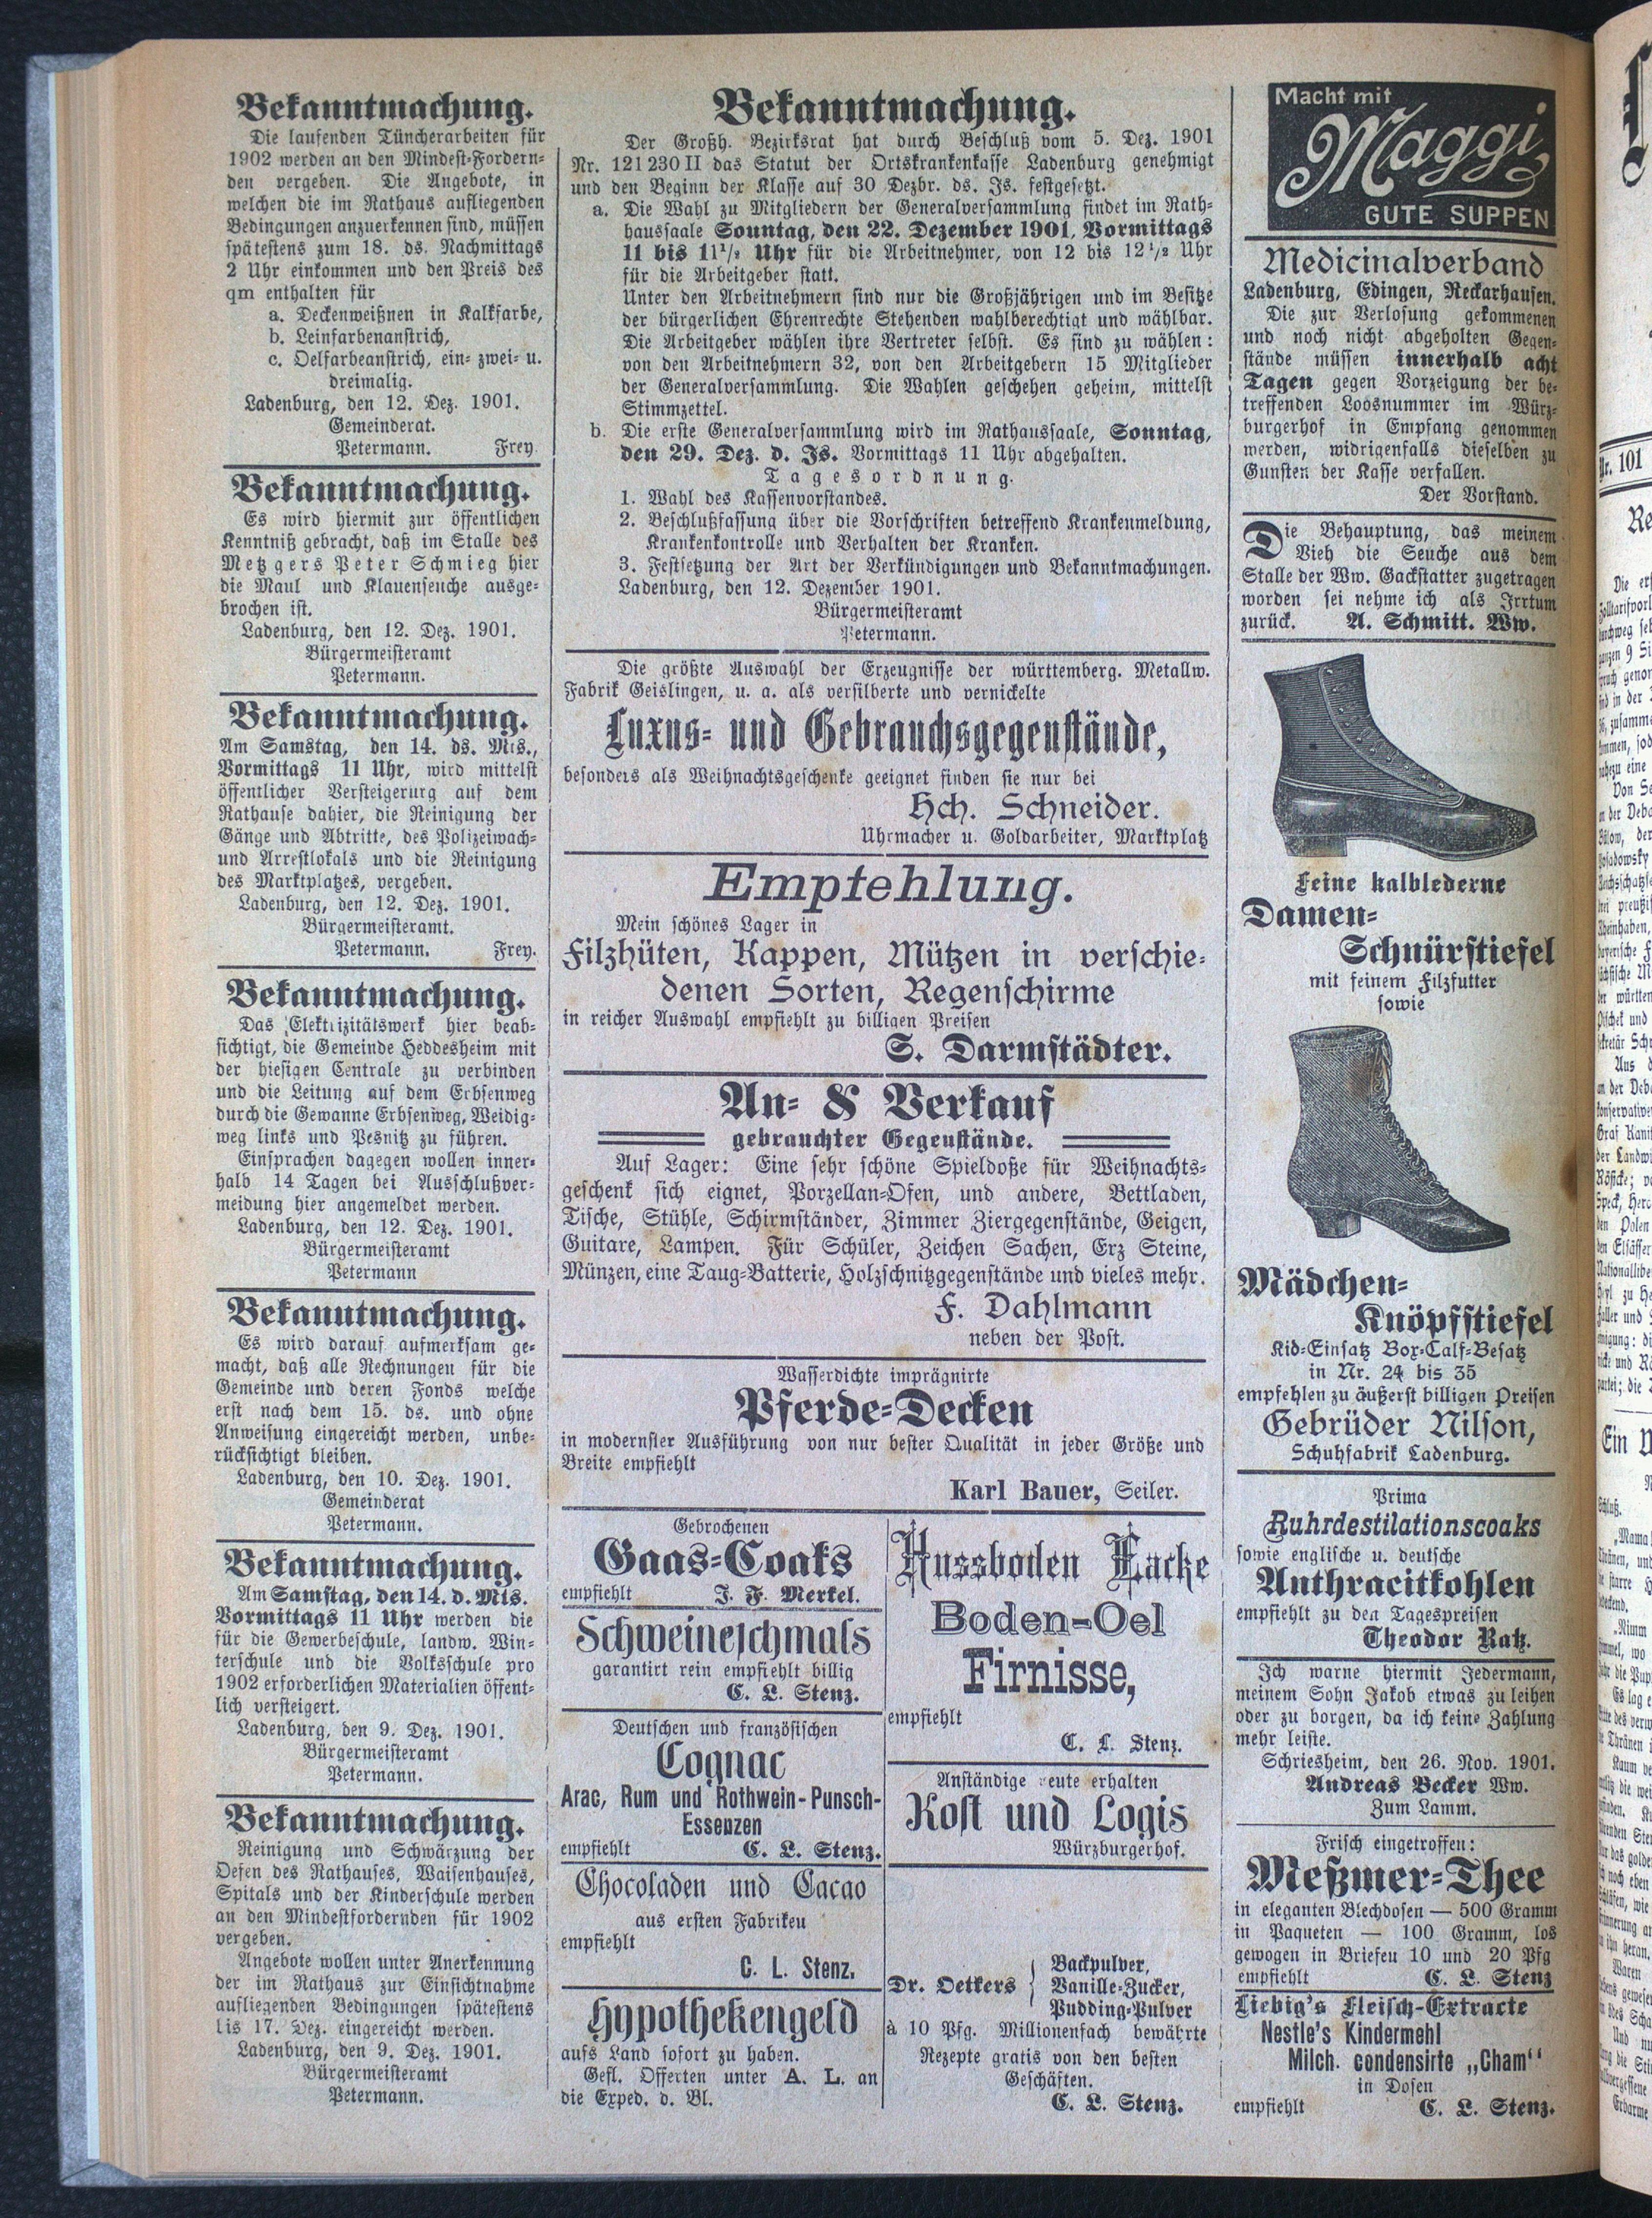 Bekanntmachung.
Die laufenden Tüncherarbeiten für
1902 werden an den Mindest-Fordern-
den vergeben. Die Angebote, in
welchen die im Rathaus aufliegenden
Bedingungen anzuerkennen sind, müssen
spätestens zum 18. ds. Nachmittags
2 Uhr einkommen und den Preis des
qm enthalten für
a. Deckenweißnen in Kalkfarbe,
b. Leinfarbenanstrich,
c. Oelfarbeanstrich, ein- zwei- u.
dreimalig.
Ladenburg, den 12. Dez. 1901.
Gemeinderat.
Petermann. Frey.
Bekanntmachung.
Es wird hiermit zur öffentlichen
Kenntniß gebracht, daß im Stalle des
Metzgers Peter Schmieg hier
die Maul und Klauenseuche ausge-
brochen ist.
Ladenburg, den 12. Dez. 1901.
Bürgermeisteramt
Petermann.
Bekanntmachung.
Am Samstag, den 14. ds. Mts.,
Vormittags 11 Uhr, wird mittelst
öffentlicher Versteigerung auf dem
Rathause dahier, die Reinigung der
Gänge und Abtritte, des Polizeiwach-
und Arrestlokals und die Reinigung
des Marktplatzes, vergeben.
Ladenburg, den 12. Dez. 1901.
Bürgermeisteramt.
Petermann. Frey.
Bekanntmachung.
Das Elektrizitätswerk hier beab-
sichtigt, die Gemeinde Heddesheim mit
der hiesigen Centrale zu verbinden
und die Leitung auf dem Erbsenweg
durch die Gewanne Erbsenweg, Weidig-
weg links und Pesnitz zu führen.
Einsprachen dagegen wollen inner-
halb 14 Tagen bei Ausschlußver-
meidung hier angemeldet werden.
Ladenburg, den 12. Dez. 1901.
Bürgermeisteramt
Petermann
Bekanntmachung.
Es wird darauf aufmerksam ge-
macht, daß alle Rechnungen für die
Gemeinde und deren Fonds welche
erst nach dem 15. ds. und ohne
Anweisung eingereicht werden, unbe-
rücksichtigt bleiben.
Ladenburg, den 10. Dez. 1901.
Gemeinderat
Petermann.
Bekanntmachung.
Am Samstag, den 14. d. Mts.
Vormittags 11 Uhr werden die
für die Gewerbeschule, landw. Win-
terschule und die Volksschule pro
1902 erforderlichen Materialien öffent-
lich versteigert.
Ladenburg, den 9. Dez. 1901.
Bürgermeisteramt
Petermann.
Bekanntmachung.
Reinigung und Schwärzung der
Oefen des Rathauses, Waisenhauses,
Spitals und der Kinderschule werden
an den Mindestfordernden für 1902
vergeben.
Angebote wollen unter Anerkennung
der im Rathaus zur Einsichtnahme
aufliegenden Bedingungen spätestens
bis 17. Dez. eingereicht werden.
Ladenburg, den 9. Dez. 1901.
Bürgermeisteramt
Petermann.
Bekanntmachung.
Der Großh. Bezirksrat hat durch Beschluß vom 5. Dez. 1901
Nr. 121230 II das Statut der Ortskrankenkasse Ladenburg genehmigt
und den Beginn der Klasse auf 30 Dezbr. ds. Js. festgesetzt.
a. Die Wahl zu Mitgliedern der Generalversammlung findet im Rath-
haussaale Sonntag, den 22. Dezember 1901, Vormittags
11 bis 11½ Uhr für die Arbeitnehmer, von 12 bis 12½ Uhr
für die Arbeitgeber statt.
Unter den Arbeitnehmern sind nur die Großjährigen und im Besitze
der bürgerlichen Ehrenrechte Stehenden wahlberechtigt und wählbar.
Die Arbeitgeber wählen ihre Vertreter selbst. Es sind zu wählen:
von den Arbeitnehmern 32, von den Arbeitgebern 15 Mitglieder
der Generalversammlung. Die Wahlen geschehen geheim, mittelst
Stimmzettel.
b. Die erste Generalversammlung wird im Rathaussaale, Sonntag,
den 29. Dez. d. Js. Vormittags 11 Uhr abgehalten.
Tagesordnung.
1. Wahl des Kassenvorstandes.
2. Beschlußfassung über die Vorschriften betreffend Krankenmeldung,
Krankenkontrolle und Verhalten der Kranken.
3. Festsetzung der Art der Verkündigungen und Bekanntmachungen.
Ladenburg, den 12. Dezember 1901.
Bürgermeisteramt
Petermann.
Die größte Auswahl der Erzeugnisse der württemberg. Metallw.
Fabrik Geislingen, u. a. als versilberte und vernickelte
Luxus- und Gebrauchsgegenstände,
besonders als Weihnachtsgeschenke geeignet finden sie nur bei
Hch. Schneider.
Uhrmacher u. Goldarbeiter, Marktplatz
Empfehlung.
Mein schönes Lager in
Filzhüten, Kappen, Mützen in verschie-
denen Sorten, Regenschirme
in reicher Auswahl empfiehlt zu billigen Preisen
S. Darmstädter.
An- & Verkauf
gebrauchter Gegenstände.
Auf Lager: Eine sehr schöne Spieldoße für Weihnachts-
geschenk sich eignet, Porzellan-Ofen, und andere, Bettladen,
Tische, Stühle, Schirmständer, Zimmer Ziergegenstände, Geigen,
Guitare, Lampen. Für Schüler, Zeichen Sachen, Erz Steine,
Münzen, eine Taug-Batterie, Holzschnitzgegenstände und vieles mehr.
F. Dahlmann
neben der Post.
Wasserdichte imprägnirte
Pferde-Decken
in modernster Ausführung von nur bester Qualität in jeder Größe und
Breite empfiehlt
Karl Bauer, Seiler.
Gebrochenen
Gaas-Coaks
empfiehlt J. F. Merkel.
Schweineschmals
garantirt rein empfiehlt billig
C. L. Stenz.
Deutschen und französischen
Cognac
Arac, Rum und Rothwein-Punsch-
Essenzen
empfiehlt C. L. Stenz.
Chocoladen und Cacao
aus ersten Fabriken
empfiehlt
C. L. Stenz.
Hypothekengeld
aufs Land sofort zu haben.
Gefl. Offerten unter A. L. an
die Exped. d. Bl.
Fussboden Lacke
Boden-Oel
Firnisse,
empfiehlt
C. L. Stenz.
Anständige Leute erhalten
Kost und Logis
Würzburgerhof.
Dr. Oetkers { Backpulver,
Vanille-Zucker,
Pudding-Pulver
à 10 Pfg. Millionenfach bewährte
Rezepte gratis von den besten
Geschäften.
C. L. Stenz.
Macht mit
Maggi
GUTE SUPPEN
Medicinalverband
Ladenburg, Edingen, Neckarhausen.
Die zur Verlosung gekommenen
und noch nicht abgeholten Gegen-
stände müssen innerhalb acht
Tagen gegen Vorzeigung der be-
treffenden Loosnummer im Würz-
burgerhof in Empfang genommen
werden, widrigenfalls dieselben zu
Gunsten der Kasse verfallen.
Der Vorstand.
Die Behauptung, das meinem
Vieh die Seuche aus dem
Stalle der Ww. Gackstatter zugetragen
worden sei nehme ich als Irrtum
zurück. A. Schmitt. Ww.
Feine kalblederne
Damen-
Schnürstiefel
mit feinem Filzfutter
sowie
Mädchen-
Knöpfstiefel
Kid-Einsatz Box-Calf-Besatz
in Nr. 24 bis 35
empfehlen zu äußerst billigen Preisen
Gebrüder Nilson,
Schuhfabrik Ladenburg.
Prima
Ruhrdestilationscoaks
sowie englische u. deutsche
Anthracitkohlen
empfiehlt zu den Tagespreisen
Theodor Katz.
Ich warne hiermit Jedermann,
meinem Sohn Jakob etwas zu leihen
oder zu borgen, da ich keine Zahlung
mehr leiste.
Schriesheim, den 26. Nov. 1901.
Andreas Becker Ww.
Zum Lamm.
Frisch eingetroffen:
Meßmer-Thee
in eleganten Blechdosen — 500 Gramm
in Paqueten — 100 Gramm, los
gewogen in Briefen 10 und 20 Pfg
empfiehlt C. L. Stenz
Liebig's Fleisch-Extracte
Nestle's Kindermehl
Milch. condensirte „Cham“
in Dosen
empfiehlt C. L. Stenz.
Nr. 101